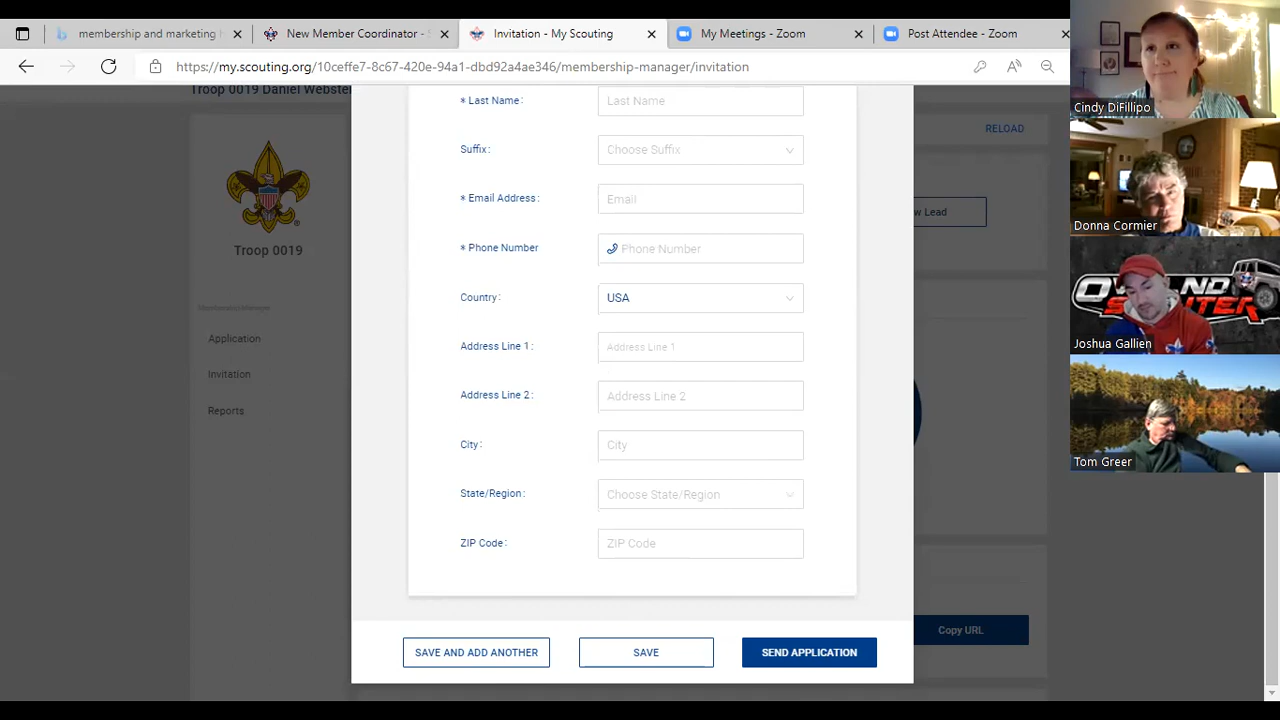 membership and marketing
New Member Coordinator -
Invitation - My Scouting
My Meetings - Zoom
Post Attendee - Zoom
https://my.scouting.org/10ceffe7-8c67-420e-94a1-dbd92a4ae346/membership-manager/invitation
Troop 0019 Daniel Webster
RELOAD
Troop 0019
Membership Manager
Application
Invitation
Reports
* Last Name:
Last Name
Suffix:
Choose Suffix
* Email Address:
Email
* Phone Number
Phone Number
Country:
USA
Address Line 1:
Address Line 1
Address Line 2:
Address Line 2
City:
City
State/Region:
Choose State/Region
ZIP Code:
ZIP Code
SAVE AND ADD ANOTHER
SAVE
SEND APPLICATION
w Lead
Copy URL
Cindy DiFillipo
Donna Cormier
Joshua Gallien
Tom Greer